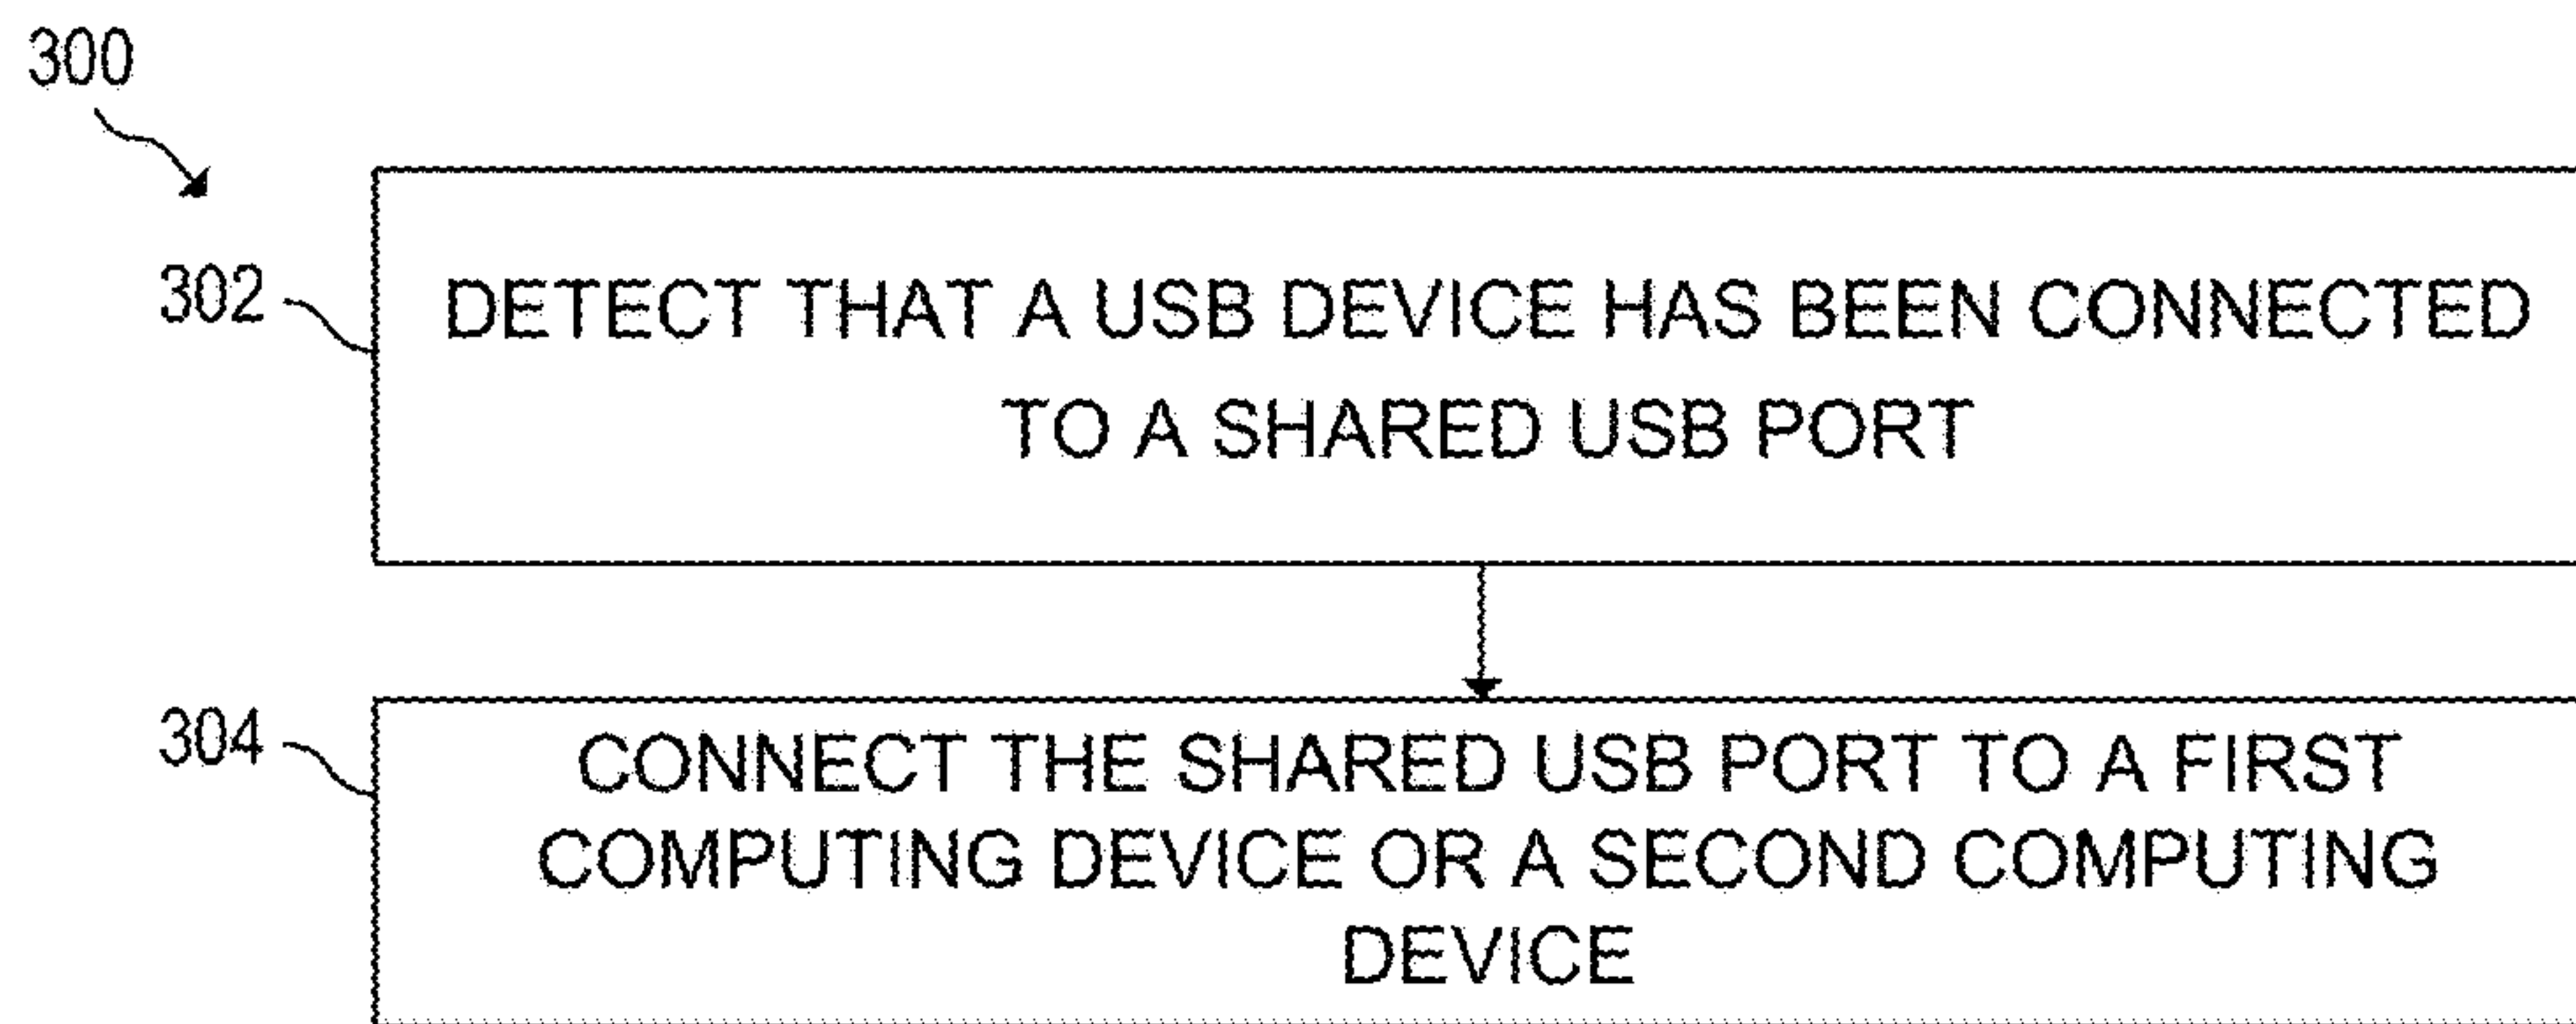 300
302
DETECT THAT A USB DEVICE HAS BEEN CONNECTED
TO A SHARED USB PORT
304
CONNECT THE SHARED USB PORT TO A FIRST
COMPUTING DEVICE OR A SECOND COMPUTING
DEVICE